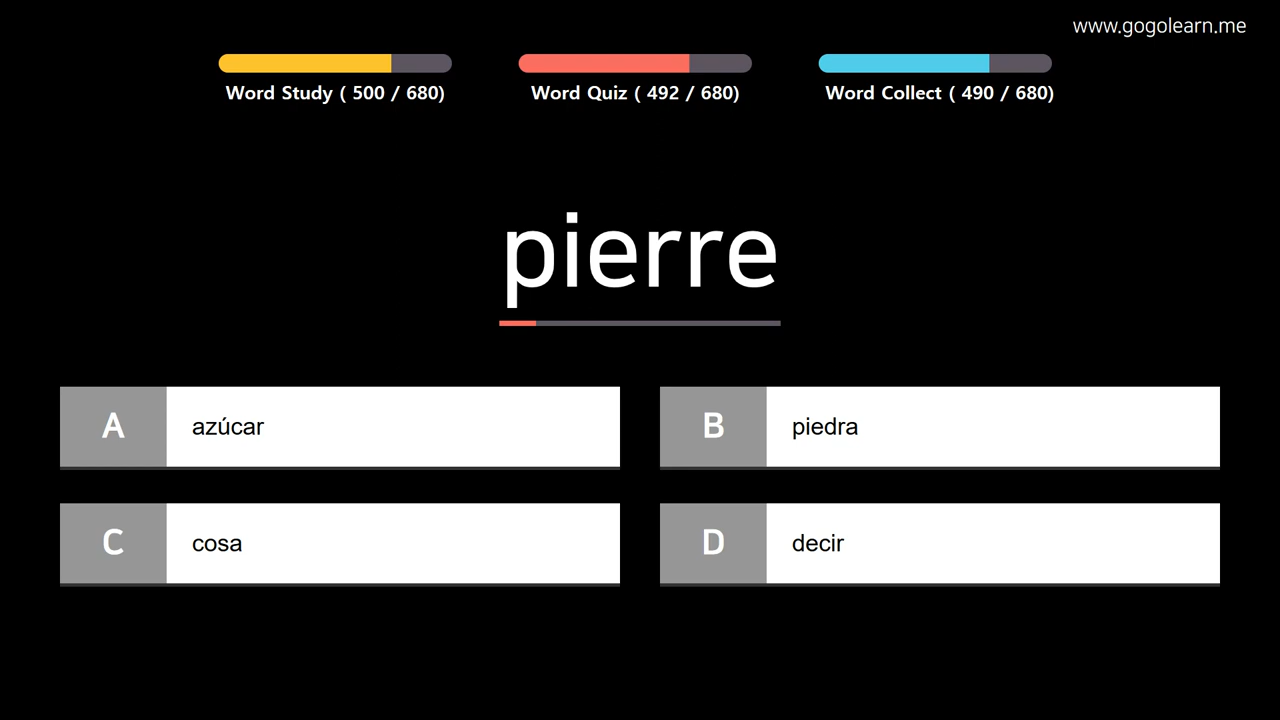 www.gogolearn.me
Word Study ( 500 / 680)
Word Quiz ( 492 / 680)
Word Collect ( 490 / 680)
pierre
A azúcar
B piedra
C cosa
D decir